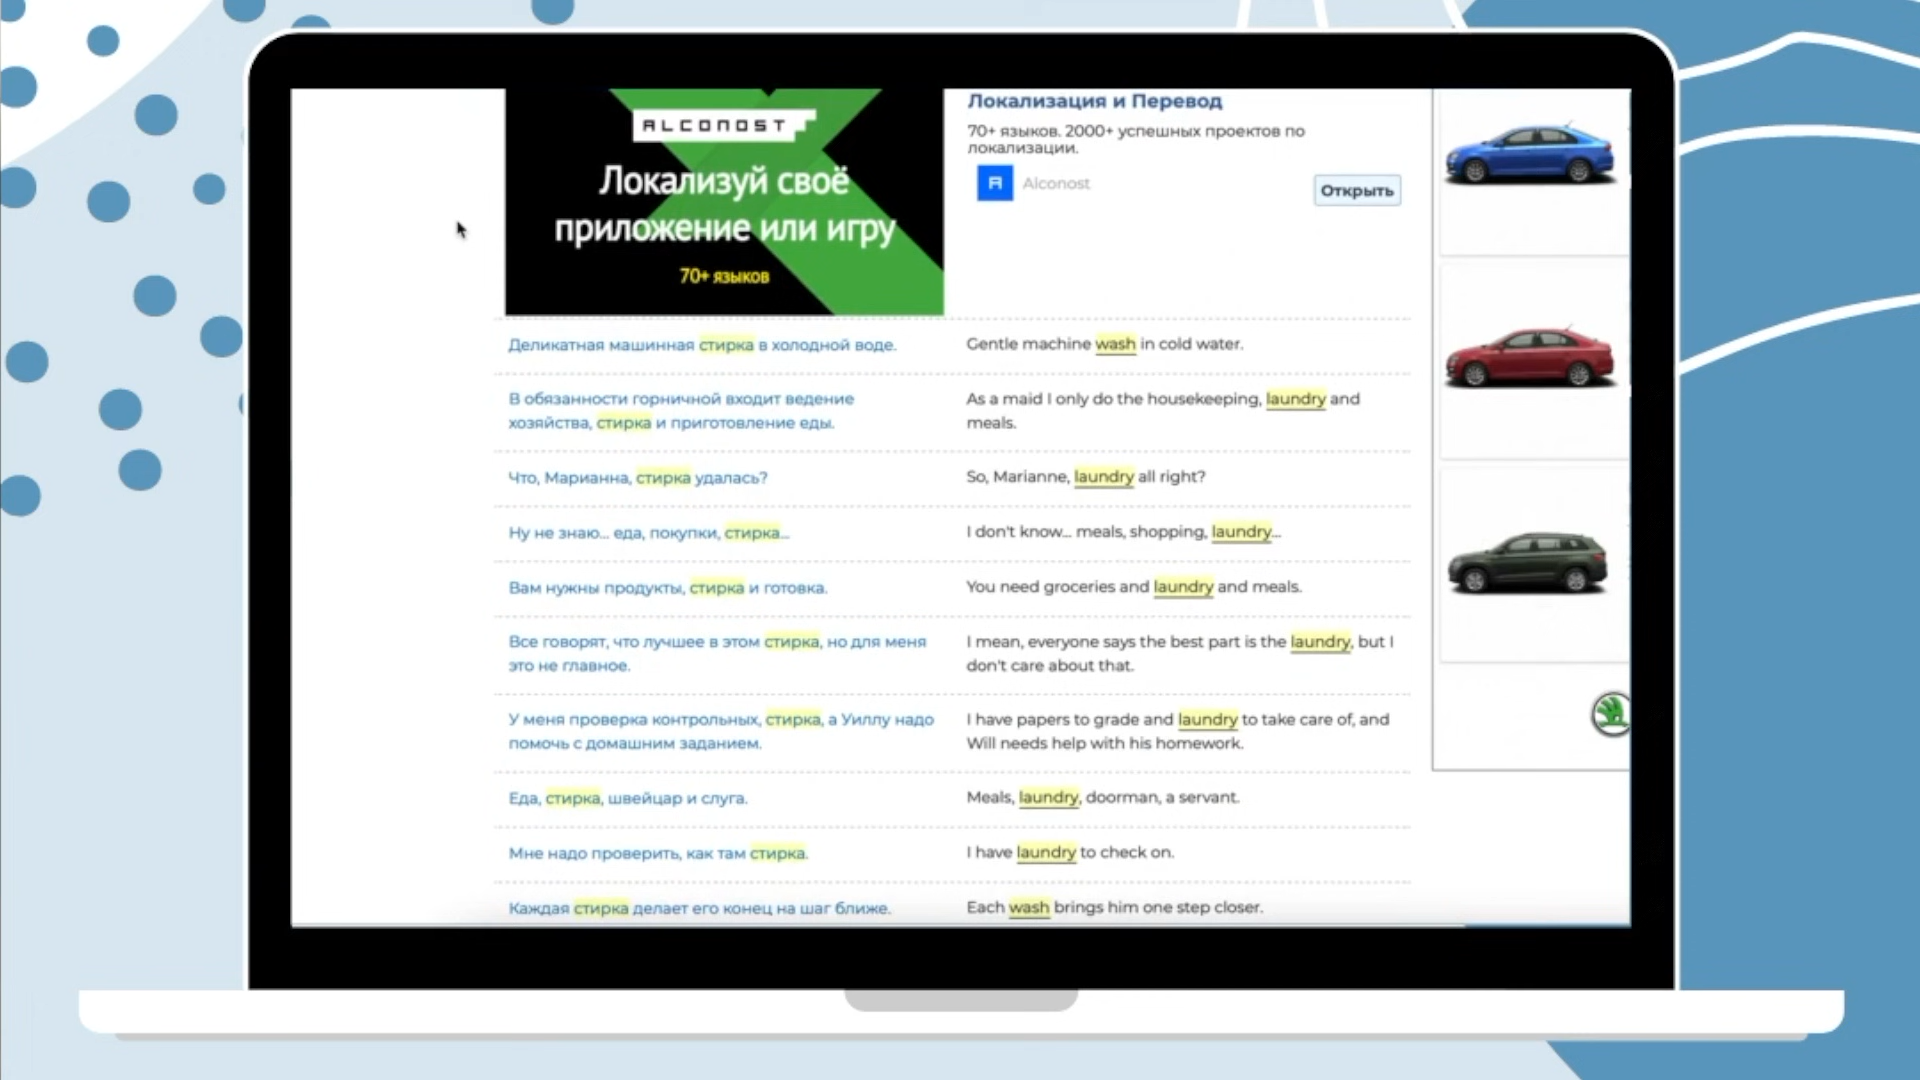 ALCONOST
Локализуй своё
приложение или игру
70+ языков
Локализация и Перевод
70+ языков. 2000+ успешных проектов по
локализации.
Alconost
Открыть
Деликатная машинная стирка в холодной воде.
Gentle machine wash in cold water.
В обязанности горничной входит ведение
хозяйства, стирка и приготовление еды.
As a maid I only do the housekeeping, laundry and
meals.
Что, Марианна, стирка удалась?
So, Marianne, laundry all right?
Ну не знаю... еда, покупки, стирка...
I don't know... meals, shopping, laundry...
Вам нужны продукты, стирка и готовка.
You need groceries and laundry and meals.
Все говорят, что лучшее в этом стирка, но для меня
это не главное.
I mean, everyone says the best part is the laundry, but I
don't care about that.
У меня проверка контрольных, стирка, а Уиллу надо
помочь с домашним заданием.
I have papers to grade and laundry to take care of, and
Will needs help with his homework.
Еда, стирка, швейцар и слуга.
Meals, laundry, doorman, a servant.
Мне надо проверить, как там стирка.
I have laundry to check on.
Каждая стирка делает его конец на шаг ближе.
Each wash brings him one step closer.